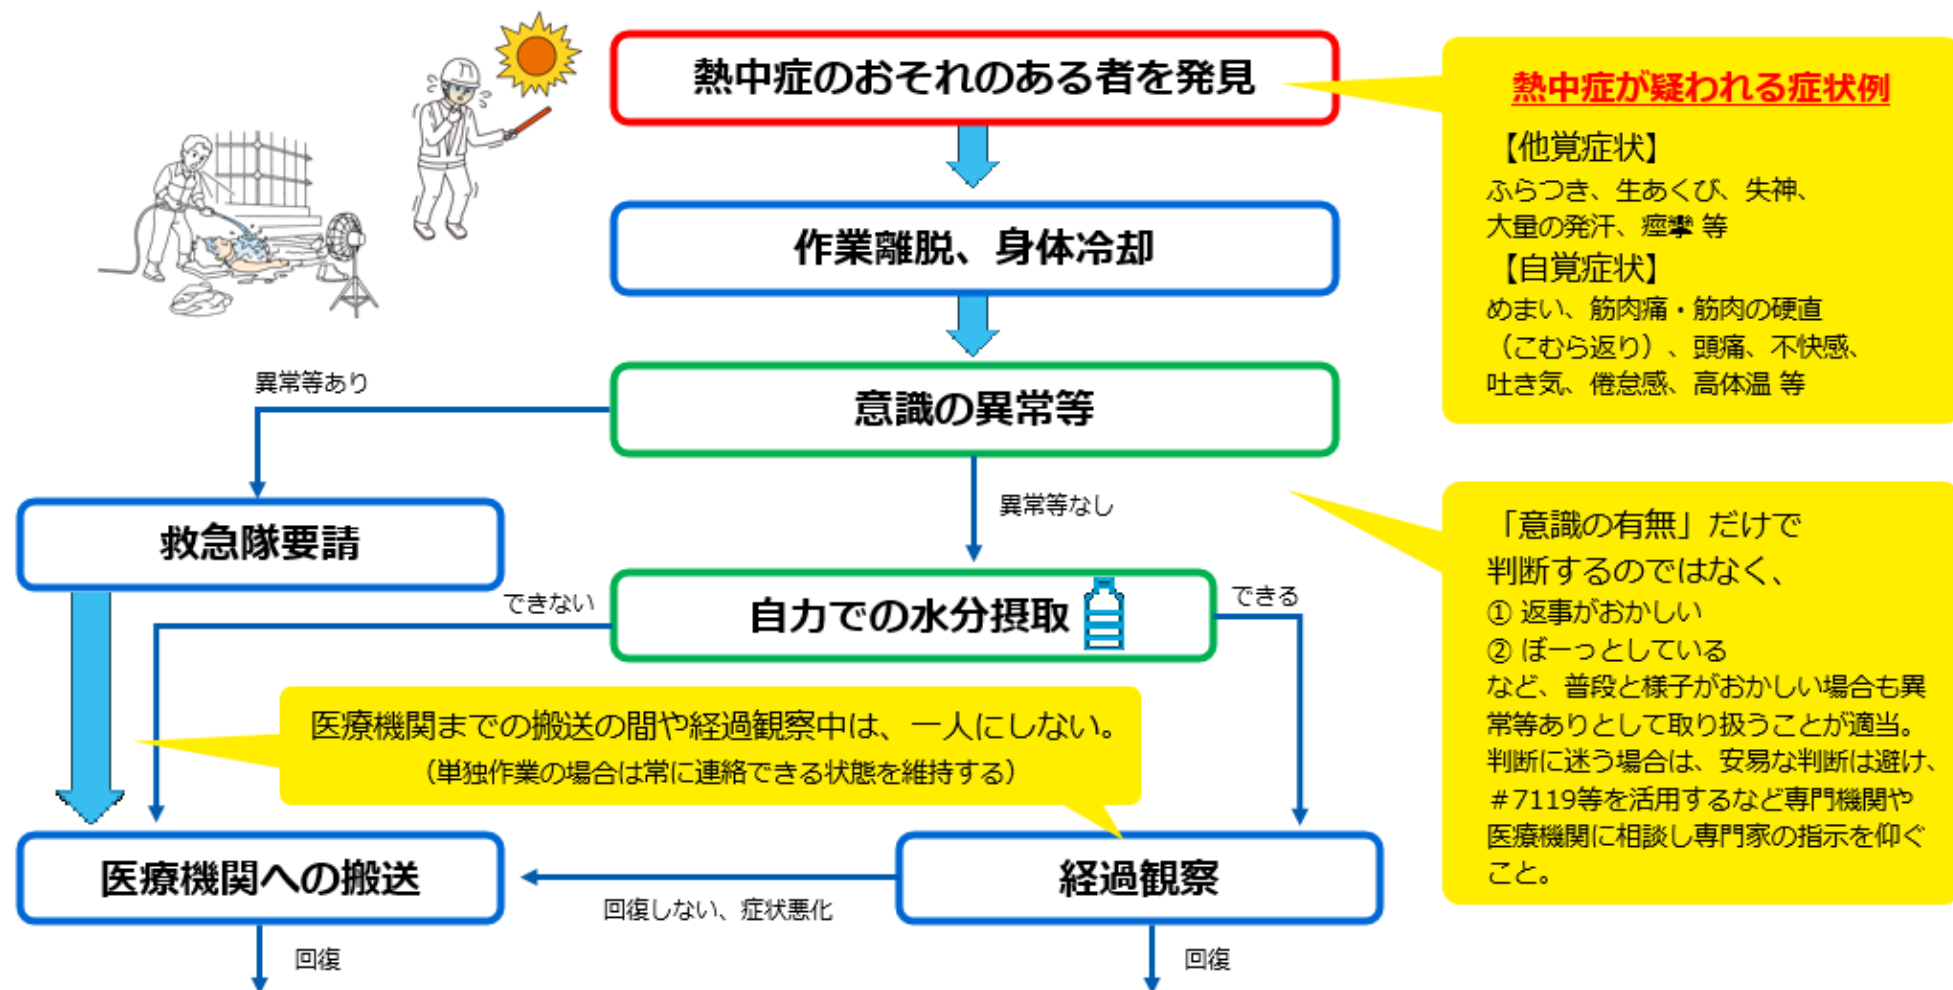 熱中症のおそれのある者を発見
熱中症が疑われる症状例
【他覚症状】
ふらつき、生あくび、失神、
大量の発汗、痙攣 等
【自覚症状】
めまい、筋肉痛・筋肉の硬直
（こむら返り）、頭痛、不快感、
吐き気、倦怠感、高体温 等
作業離脱、身体冷却
意識の異常等
異常等あり
異常等なし
救急隊要請
「意識の有無」だけで
判断するのではなく、
① 返事がおかしい
② ぼーっとしている
など、普段と様子がおかしい場合も異
常等ありとして取り扱うことが適当。
判断に迷う場合は、安易な判断は避け、
＃7119等を活用するなど専門機関や
医療機関に相談し専門家の指示を仰ぐ
こと。
自力での水分摂取
できない
できる
医療機関までの搬送の間や経過観察中は、一人にしない。
（単独作業の場合は常に連絡できる状態を維持する）
医療機関への搬送
経過観察
回復しない、症状悪化
回復
回復